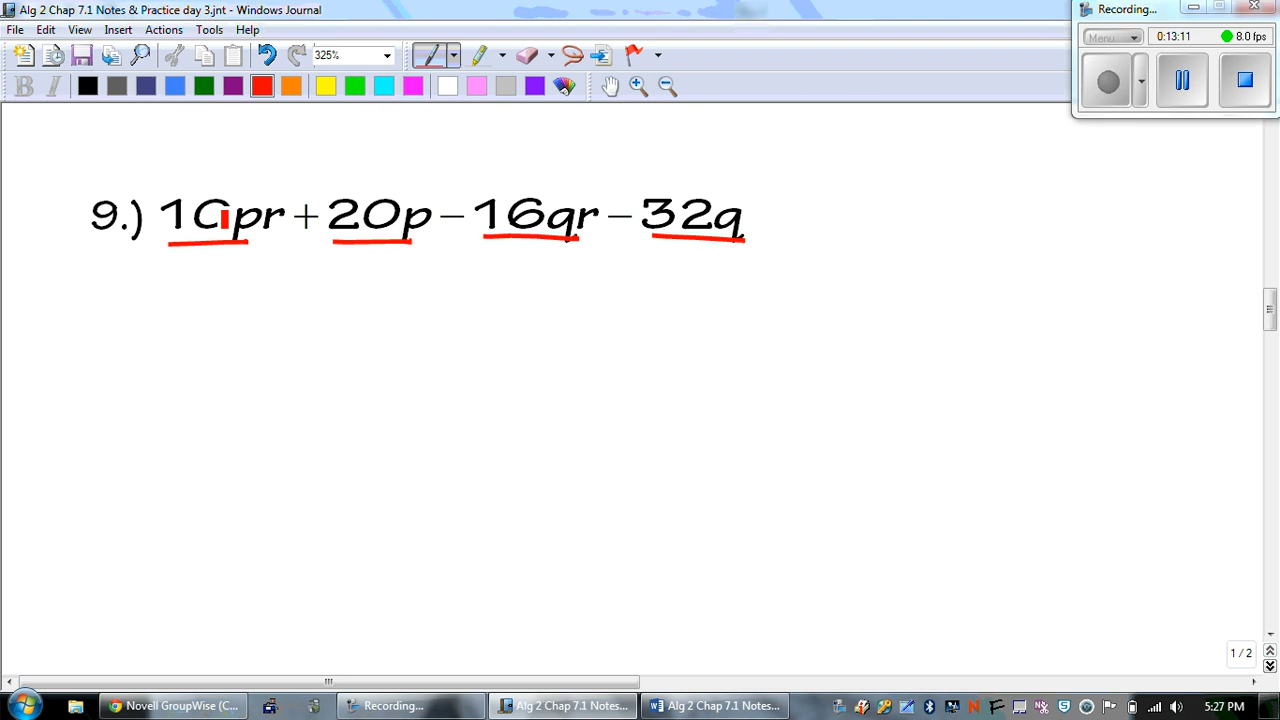 Alg 2 Chap 7.1 Notes & Practice day 3.jnt - Windows Journal
Recording...
File Edit View Insert Actions Tools Help
Menu
0:13:11
8.0 fps
325%
B I
9.) 10pr + 20p – 16qr – 32q
1 / 2
Novell GroupWise (C...
Recording...
Alg 2 Chap 7.1 Notes...
Alg 2 Chap 7.1 Notes...
5:27 PM